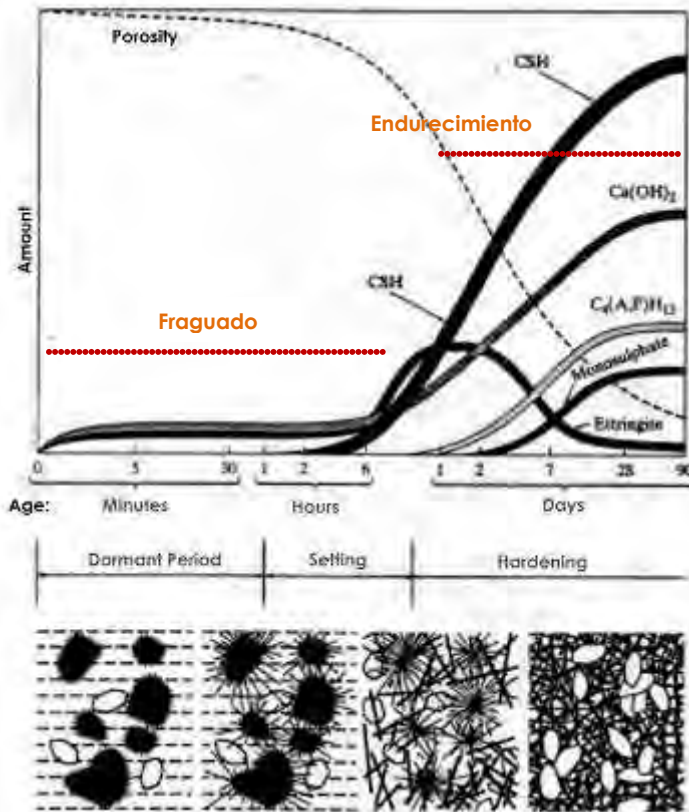 Porosity
CSH
Endurecimiento
Ca(OH)₂
Amount
CSH
C₄(A,F)H₁₃
Fraguado
Monosulphate
Ettringite
0 5 30 1 2 6 1 2 7 28 90
Age: Minutes Hours Days
Dormant Period Setting Hardening